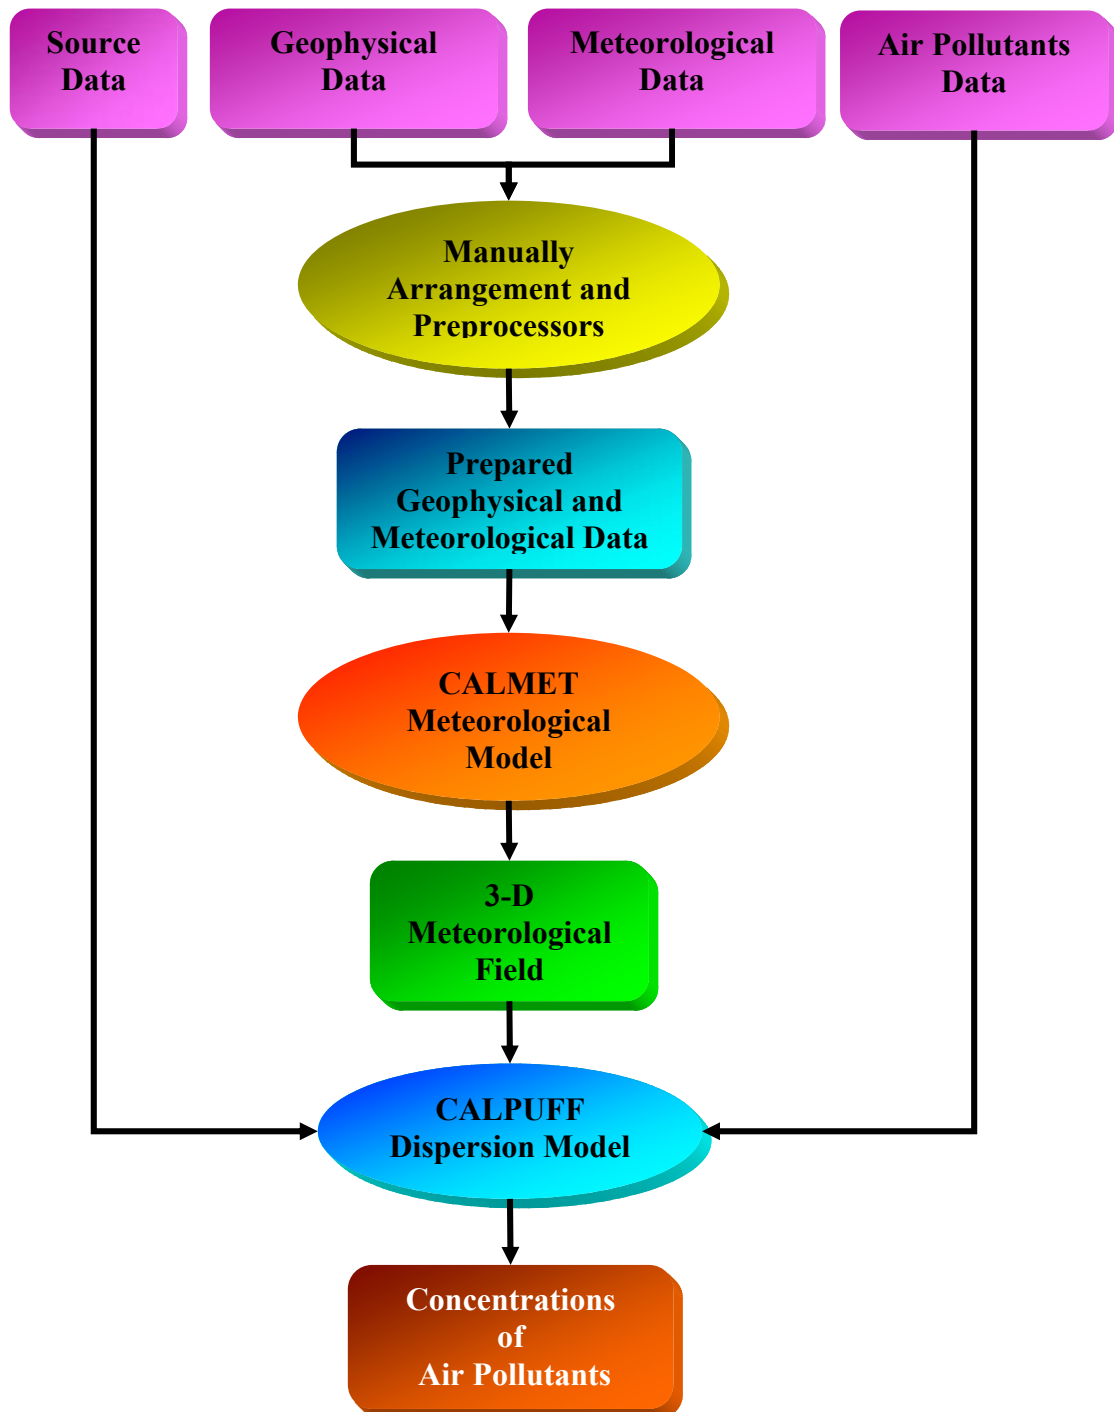 Source
Data
Geophysical
Data
Meteorological
Data
Air Pollutants
Data
Manually
Arrangement and
Preprocessors
Prepared
Geophysical and
Meteorological Data
CALMET
Meteorological
Model
3-D
Meteorological
Field
CALPUFF
Dispersion Model
Concentrations
of
Air Pollutants